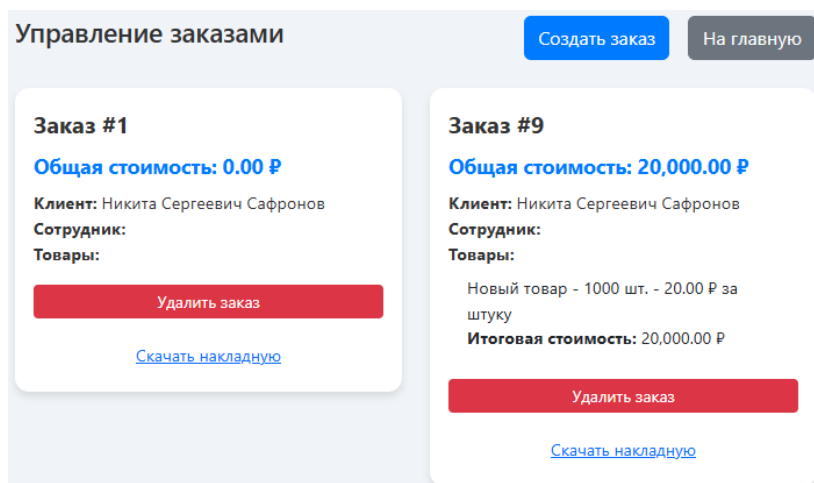 Управление заказами
Создать заказ
На главную
Заказ #1
Общая стоимость: 0.00 ₽
Клиент: Никита Сергеевич Сафронов
Сотрудник:
Товары:
Удалить заказ
Скачать накладную
Заказ #9
Общая стоимость: 20,000.00 ₽
Клиент: Никита Сергеевич Сафронов
Сотрудник:
Товары:
Новый товар - 1000 шт. - 20.00 ₽ за
штуку
Итоговая стоимость: 20,000.00 ₽
Удалить заказ
Скачать накладную